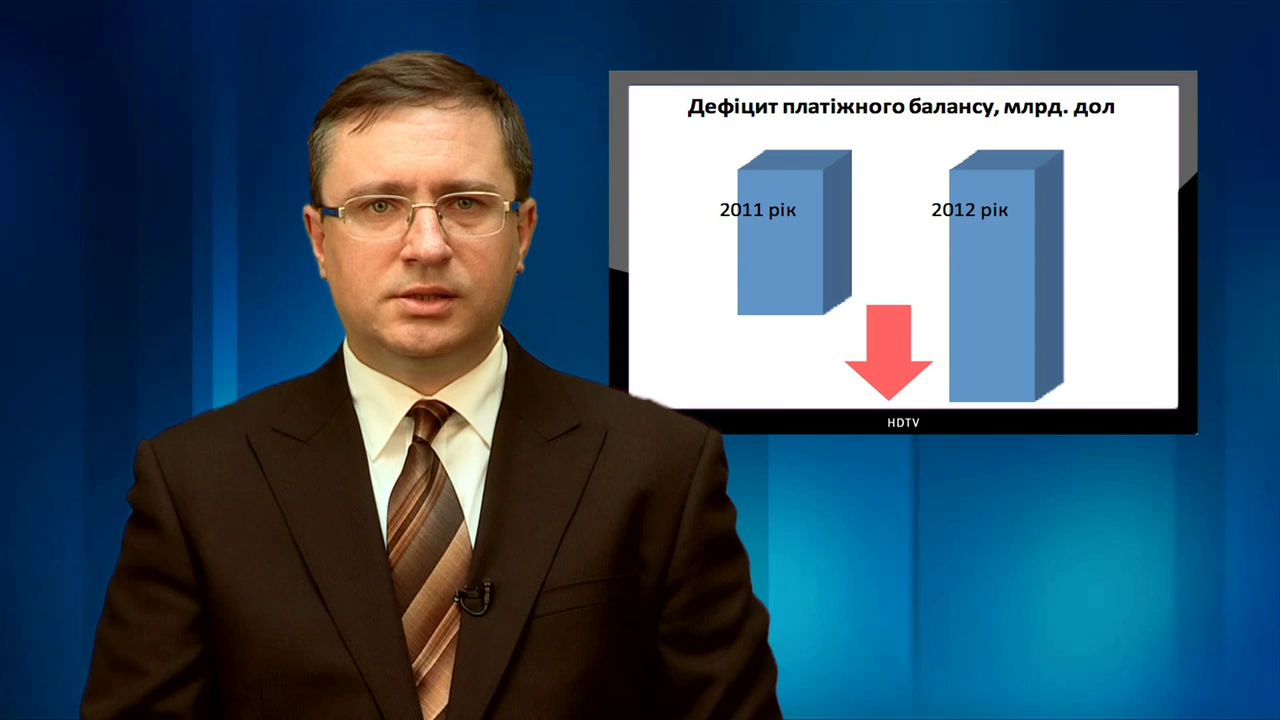 Дефіцит платіжного балансу, млрд. дол
2011 рік
2012 рік
HDTV